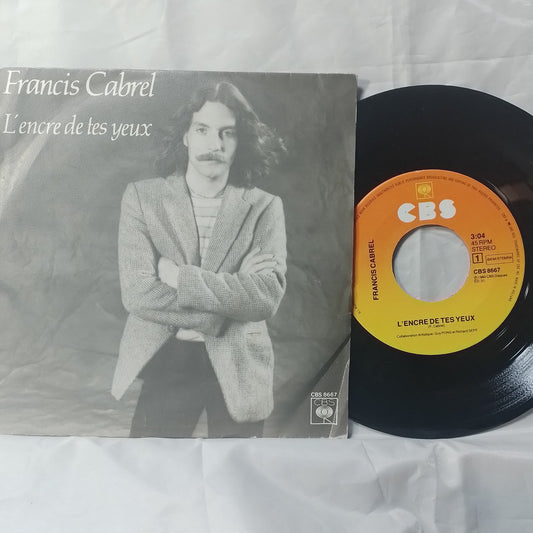 Francis Cabrel
L'encre de tes yeux
CBS 8667
CBS
CBS
FRANCIS CABREL
3:04
45 RPM
STEREO
1
CBS 8667
L'ENCRE DE TES YEUX
(F. Cabrel)